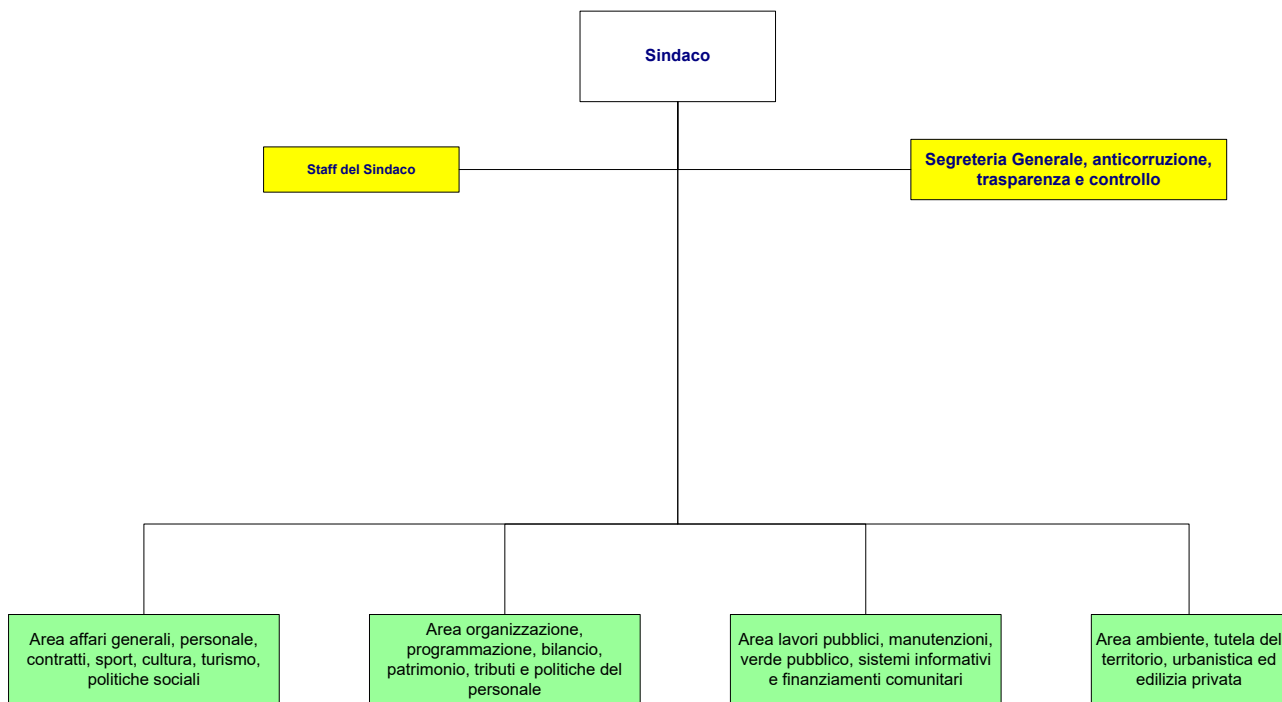 Sindaco
Staff del Sindaco
Segreteria Generale, anticorruzione,
trasparenza e controllo
Area affari generali, personale,
contratti, sport, cultura, turismo,
politiche sociali
Area organizzazione,
programmazione, bilancio,
patrimonio, tributi e politiche del
personale
Area lavori pubblici, manutenzioni,
verde pubblico, sistemi informativi
e finanziamenti comunitari
Area ambiente, tutela del
territorio, urbanistica ed
edilizia privata